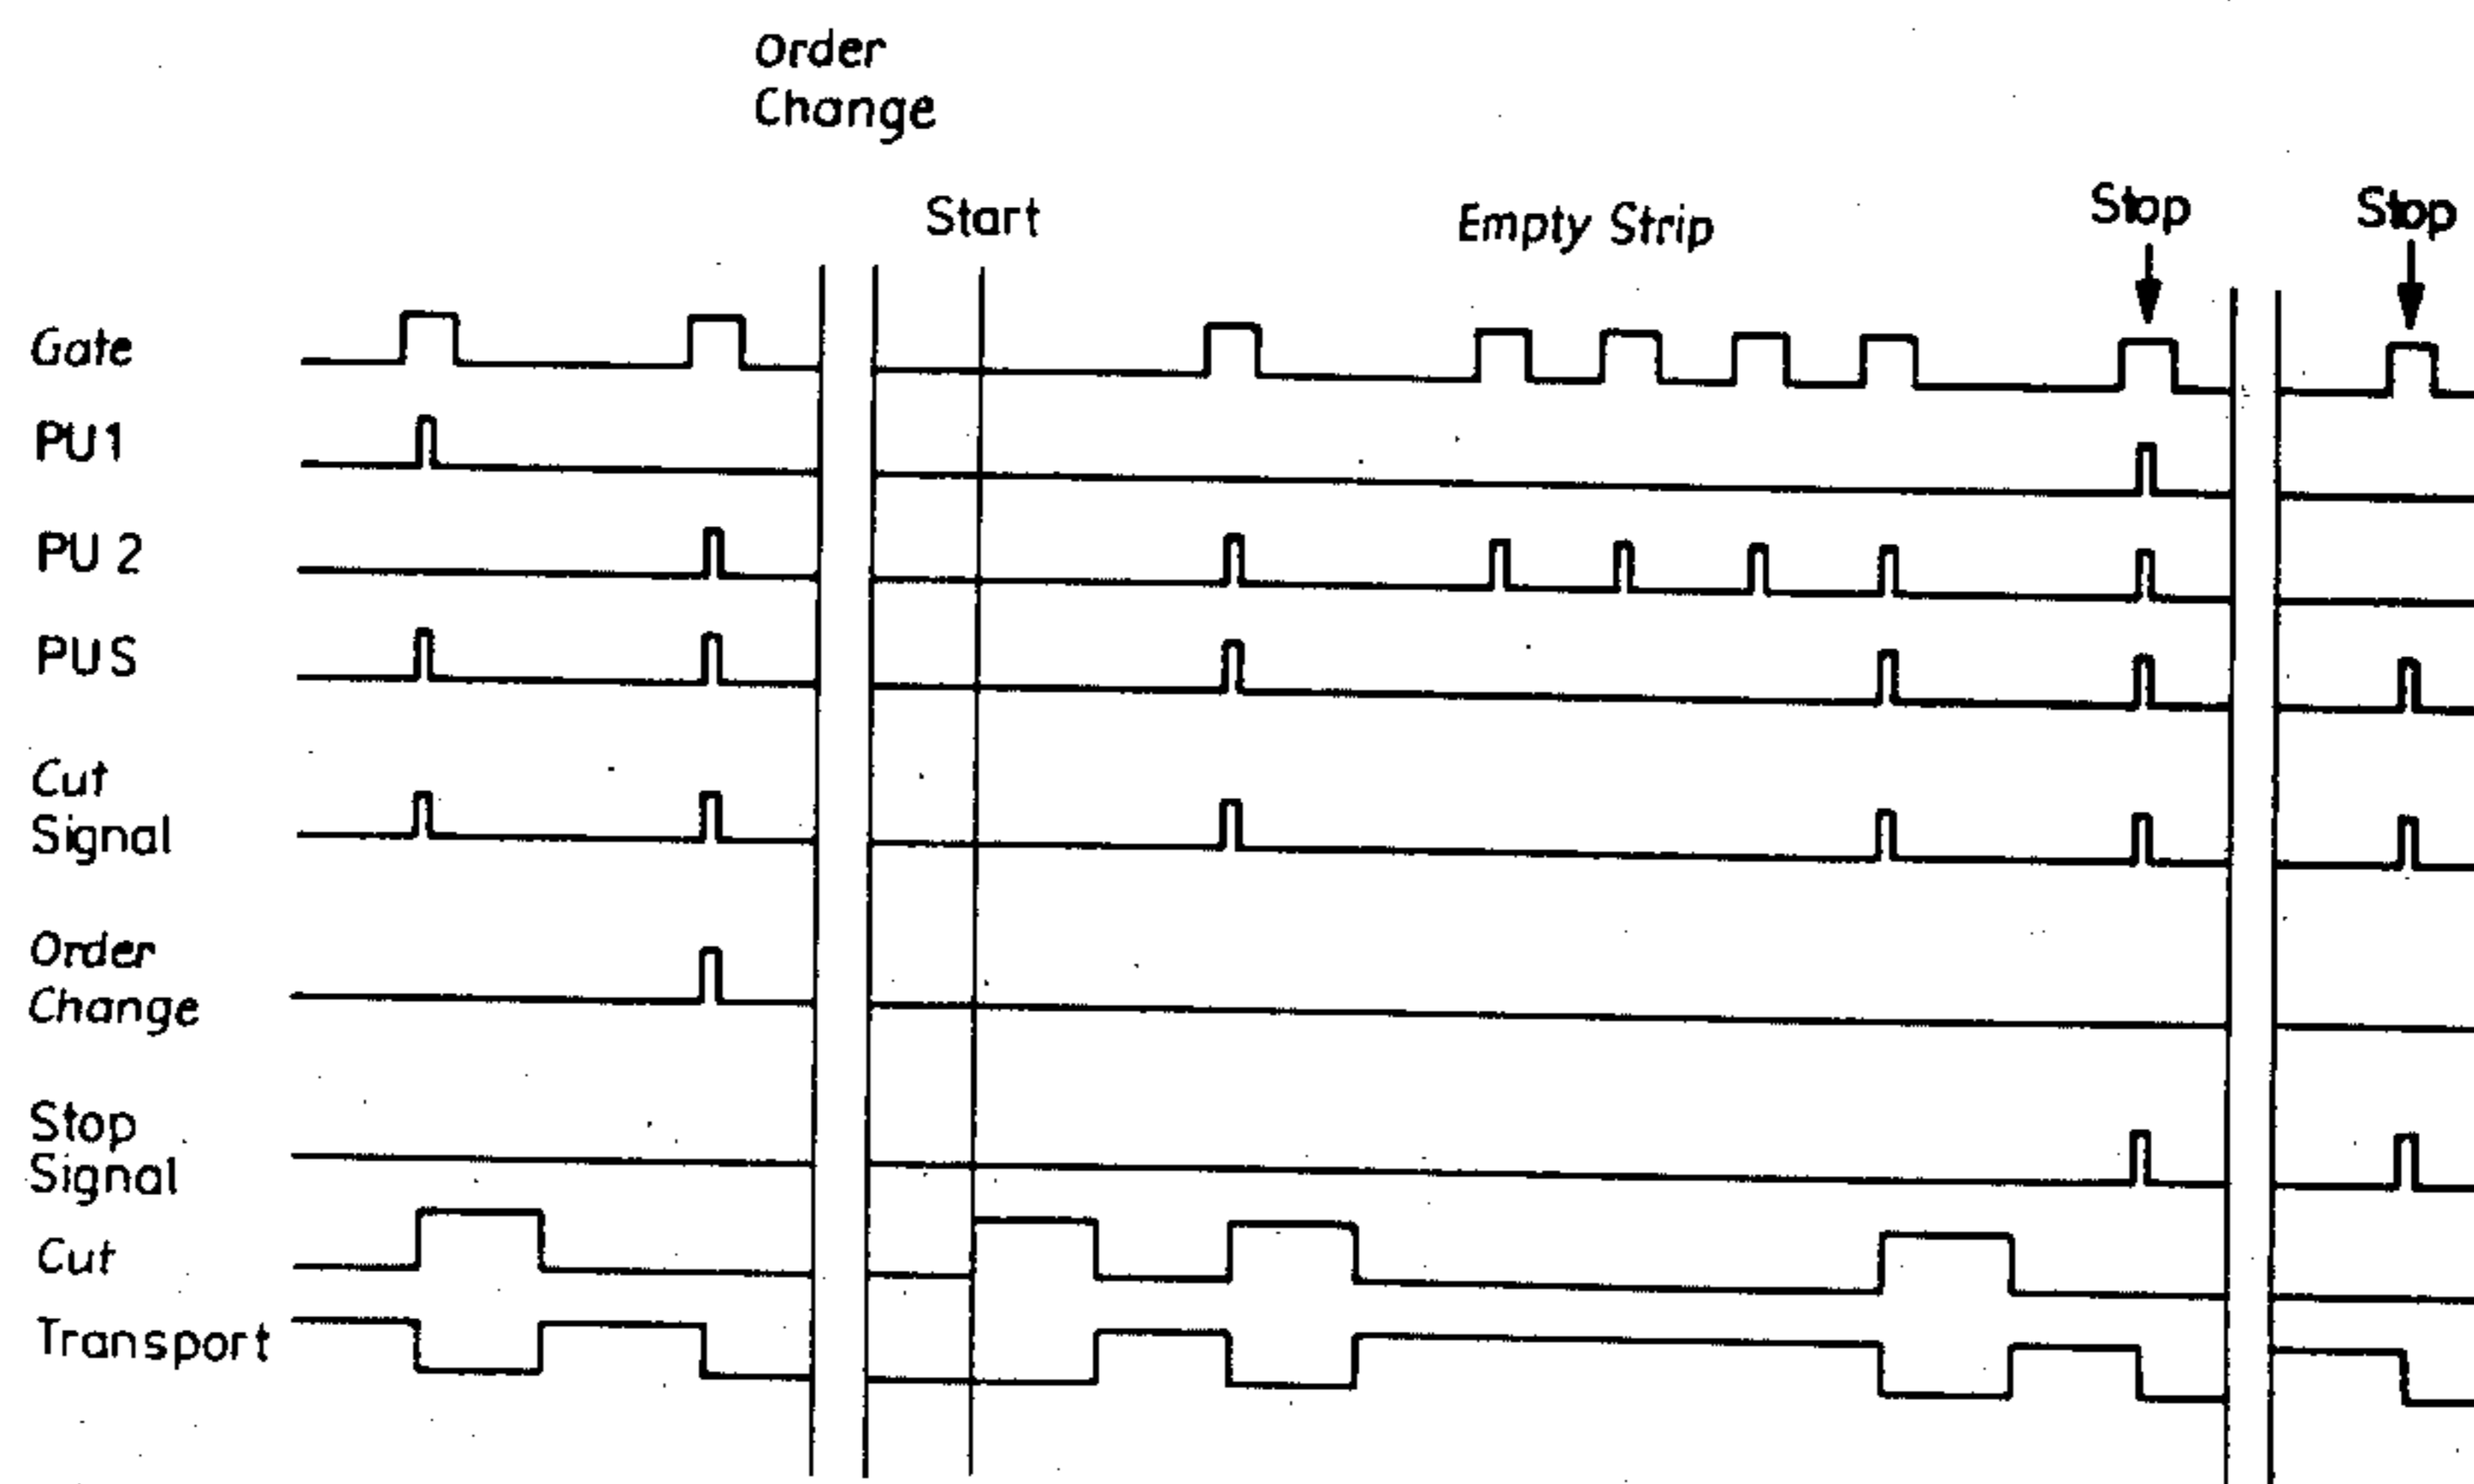 Order
Change
Start
Empty Strip
Stop
Stop
Gate
PU1
PU 2
PUS
Cut
Signal
Order
Change
Stop
Signal
Cut
Transport